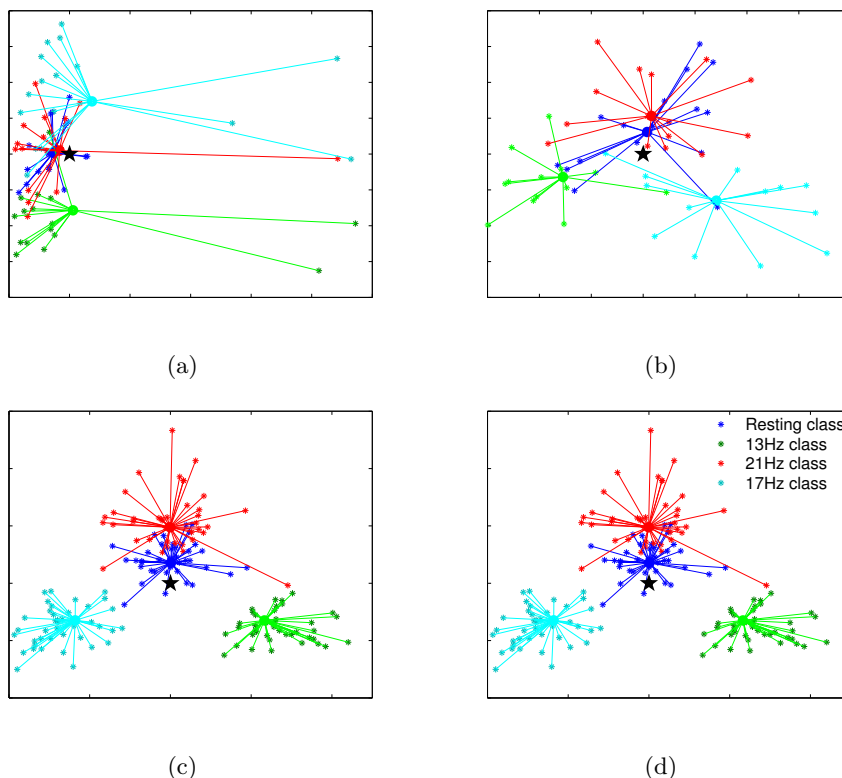 (a)
(b)
Resting class
13Hz class
21Hz class
17Hz class
(c)
(d)